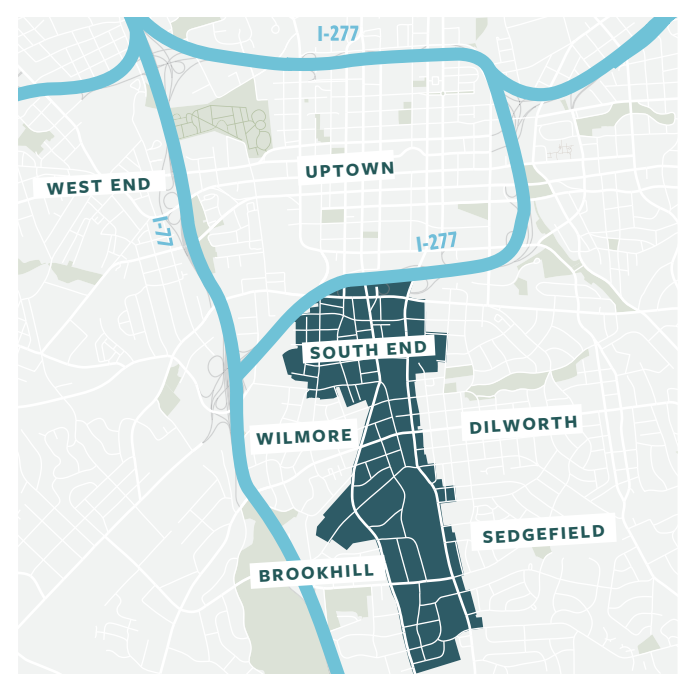 I-277
UPTOWN
WEST END
I-77
I-277
SOUTH END
DILWORTH
WILMORE
SEDGEFIELD
BROOKHILL